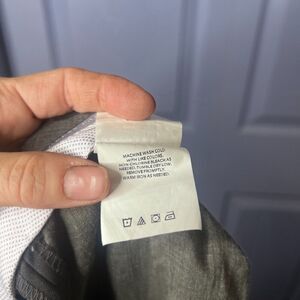 MACHINE WASH COLD
WITH LIKE COLORS.
NON-CHLORINE BLEACH AS
NEEDED. TUMBLE DRY LOW.
REMOVE PROMPTLY.
WARM IRON AS NEEDED.